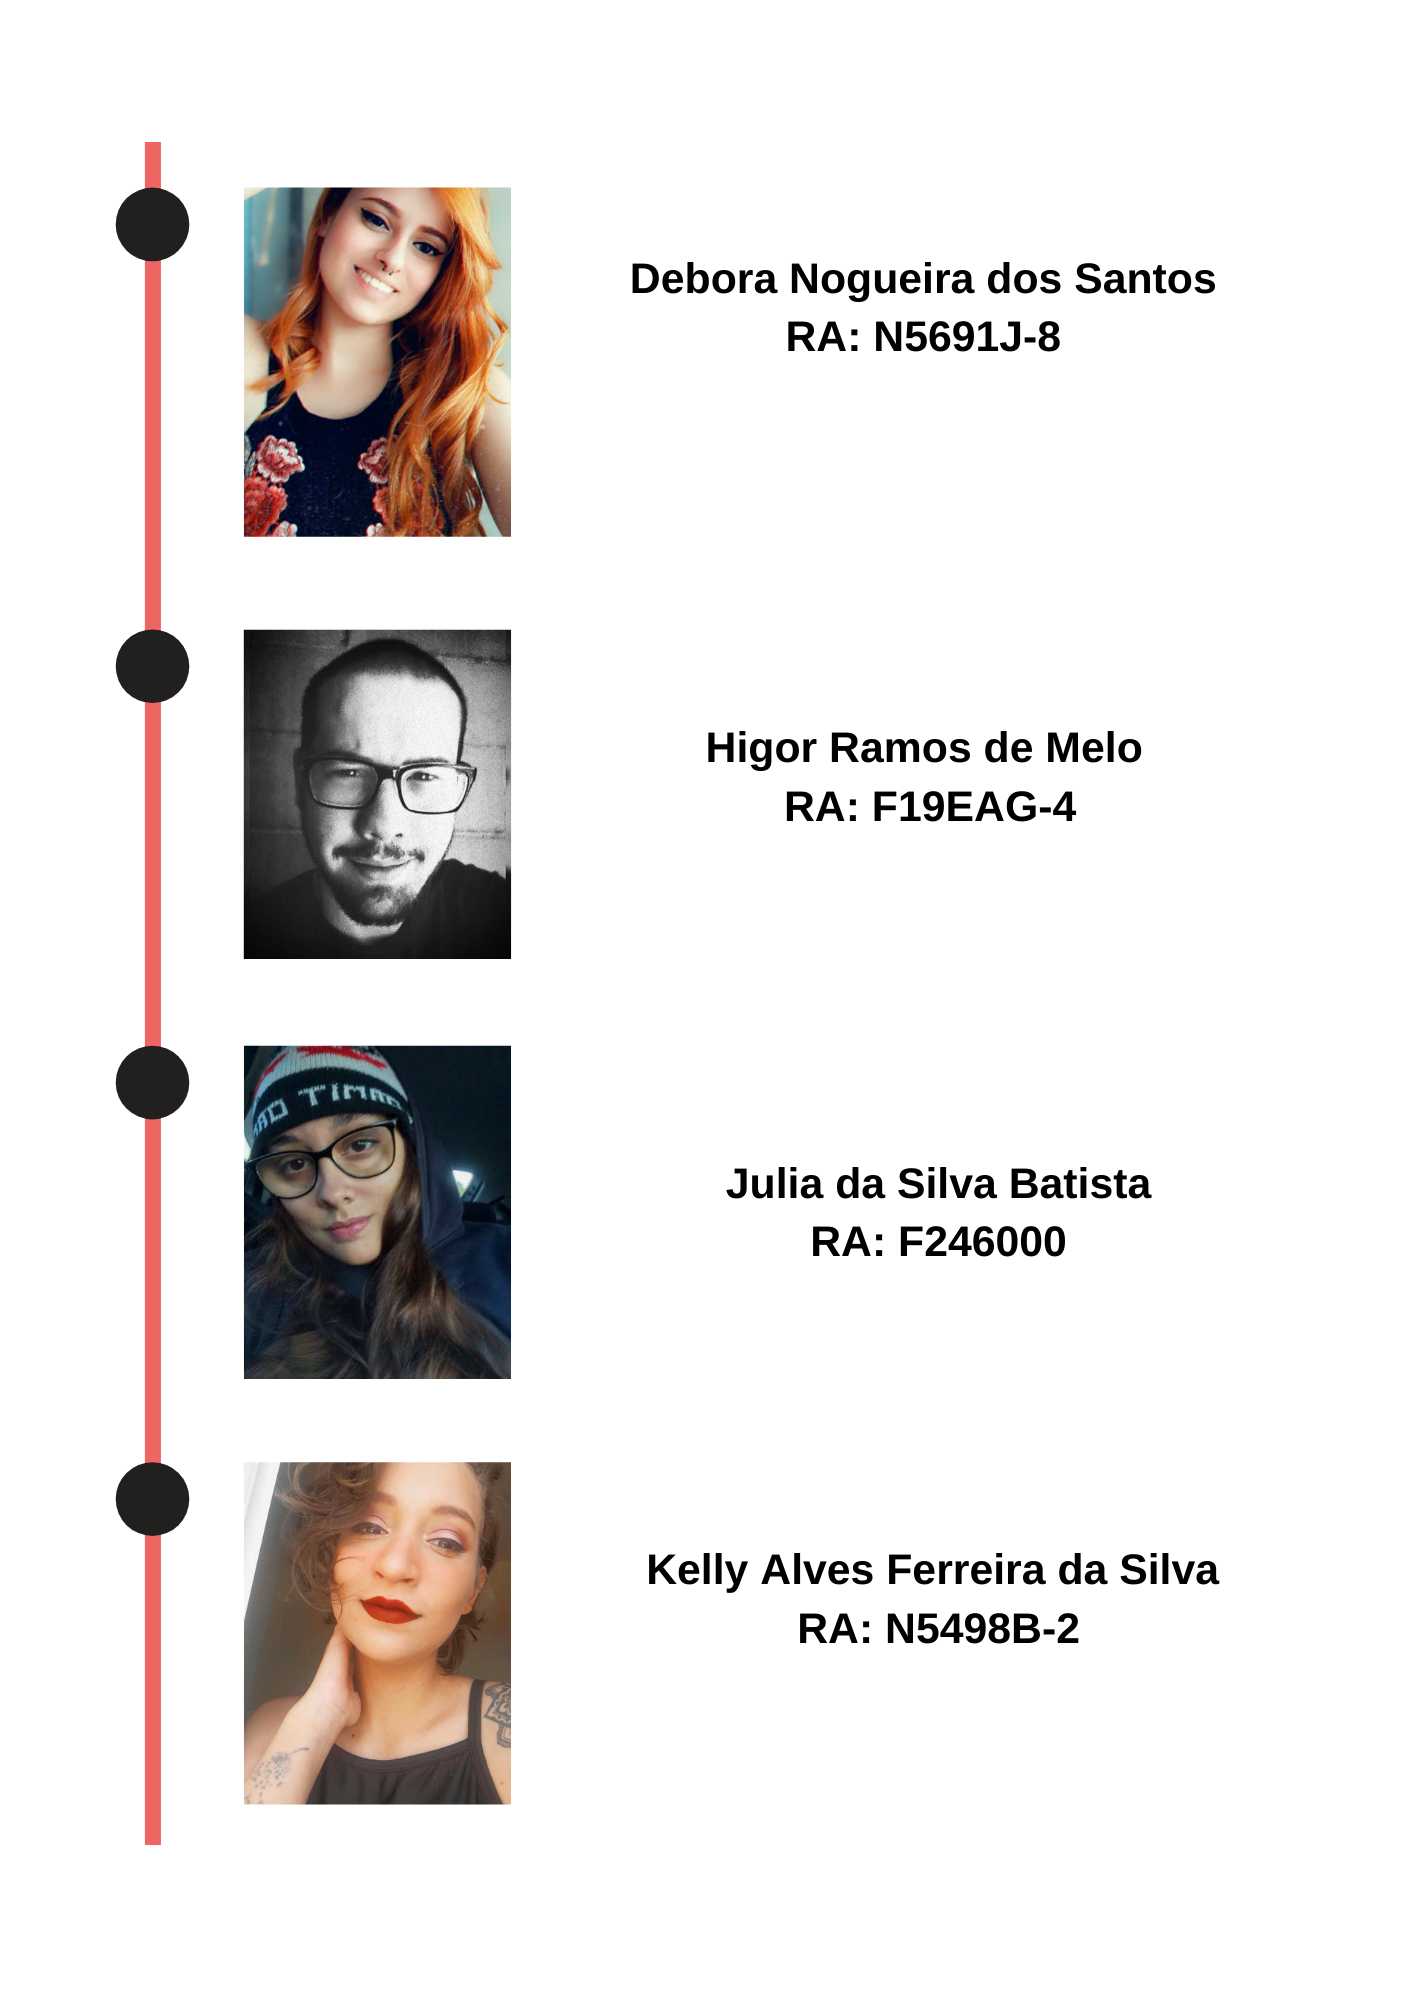 Debora Nogueira dos Santos
RA: N5691J-8
Higor Ramos de Melo
RA: F19EAG-4
TIMAO
Julia da Silva Batista
RA: F246000
Kelly Alves Ferreira da Silva
RA: N5498B-2